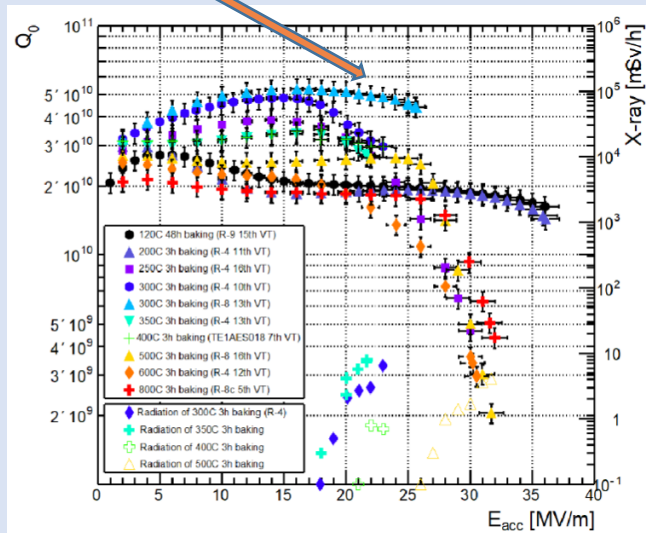 Q0
10^11
5´ 10^10
4´ 10^10
3´ 10^10
2´ 10^10
10^10
5´ 10^9
4´ 10^9
3´ 10^9
2´ 10^9
120C 48h baking (R-9 15th VT)
200C 3h baking (R-4 11th VT)
250C 3h baking (R-4 16th VT)
300C 3h baking (R-4 10th VT)
300C 3h baking (R-8 13th VT)
350C 3h baking (R-4 13th VT)
400C 3h baking (TE1AES018 7th VT)
500C 3h baking (R-8 16th VT)
600C 3h baking (R-4 12th VT)
800C 3h baking (R-8c 5th VT)
Radiation of 300C 3h baking (R-4)
Radiation of 350C 3h baking
Radiation of 400C 3h baking
Radiation of 500C 3h baking
10^6
10^5
10^4
10^3
10^2
10
1
10^-1
X-ray [mSv/h]
0 5 10 15 20 25 30 35 40
Eacc [MV/m]